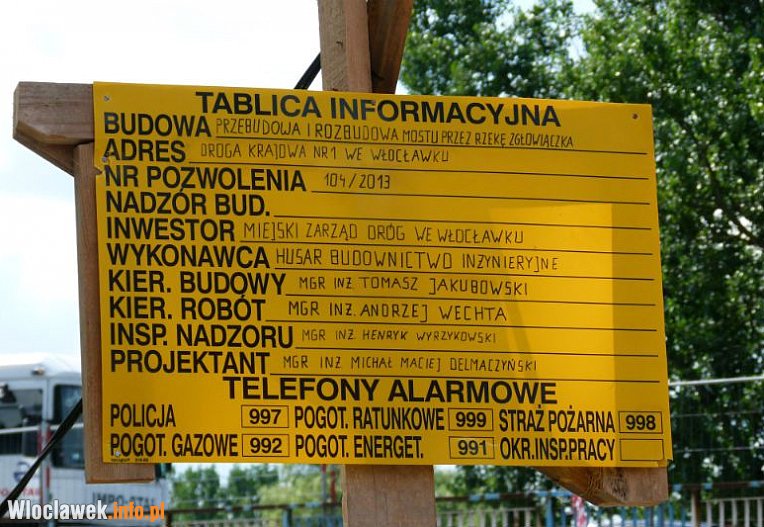 TABLICA INFORMACYJNA
BUDOWA PRZEBUDOWA I ROZBUDOWA MOSTU PRZEZ RZEKĘ ZGŁOWIĄCZKA
ADRES DROGA KRAJOWA NR 1 WE WŁOCŁAWKU
NR POZWOLENIA 104/2013
NADZÓR BUD.
INWESTOR MIEJSKI ZARZĄD DRÓG WE WŁOCŁAWKU
WYKONAWCA HUSAR BUDOWNICTWO INŻYNIERYJNE
KIER. BUDOWY MGR INŻ. TOMASZ JAKUBOWSKI
KIER. ROBÓT MGR INŻ. ANDRZEJ WECHTA
INSP. NADZORU MGR INŻ. HENRYK WYRZYKOWSKI
PROJEKTANT MGR INŻ. MICHAŁ MACIEJ DELMACZYŃSKI
TELEFONY ALARMOWE
POLICJA 997 POGOT. RATUNKOWE 999 STRAŻ POŻARNA 998
POGOT. GAZOWE 992 POGOT. ENERGET. 991 OKR.INSP.PRACY
Wloclawek.info.pl